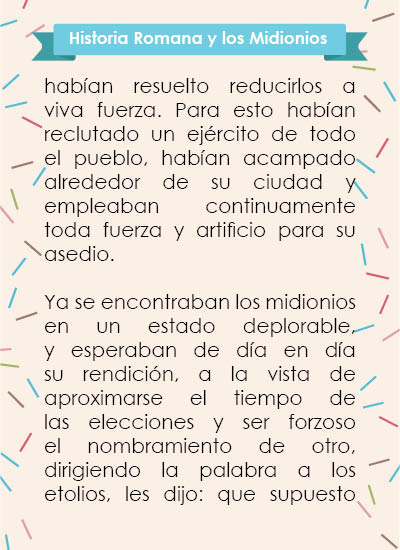 Historia Romana y los Midionios
habían resuelto reducirlos a
viva fuerza. Para esto habían
reclutado un ejército de todo
el pueblo, habían acampado
alrededor de su ciudad y
empleaban continuamente
toda fuerza y artificio para su
asedio.
Ya se encontraban los midionios
en un estado deplorable,
y esperaban de día en día
su rendición, a la vista de
aproximarse el tiempo de
las elecciones y ser forzoso
el nombramiento de otro,
dirigiendo la palabra a los
etolios, les dijo: que supuesto